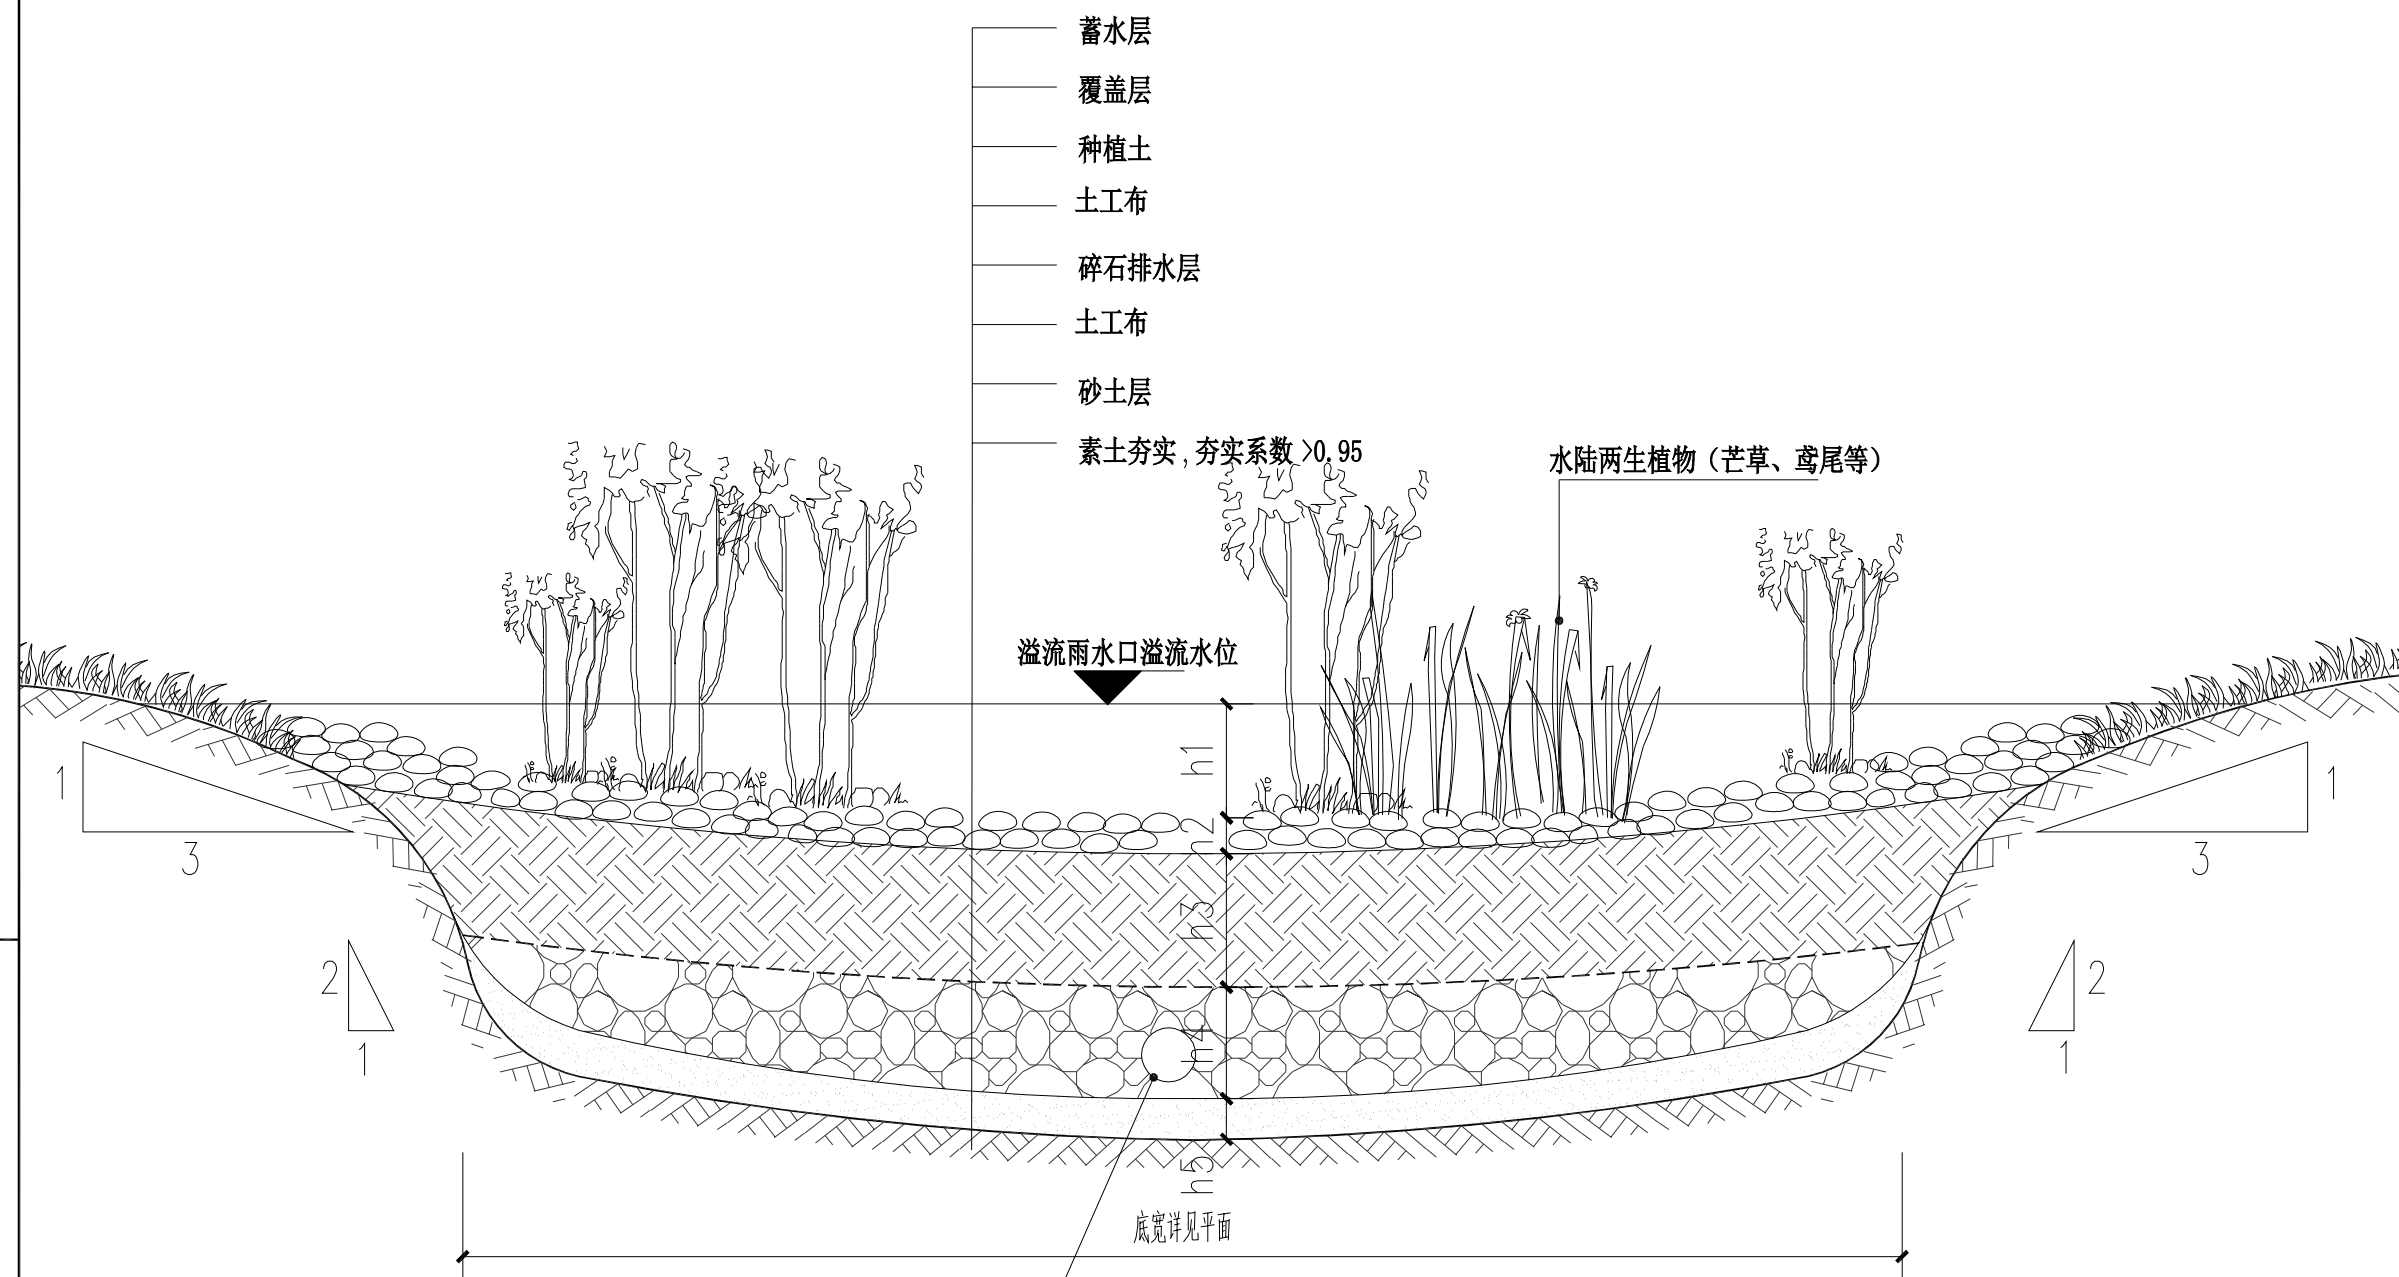 蓄水层
覆盖层
种植土
土工布
碎石排水层
土工布
砂土层
素土夯实,夯实系数>0.95
水陆两生植物（芒草、鸢尾等）
溢流雨水口溢流水位
h1
1
3
h2
1
3
h3
2
1
h4
2
1
h5
底宽详见平面